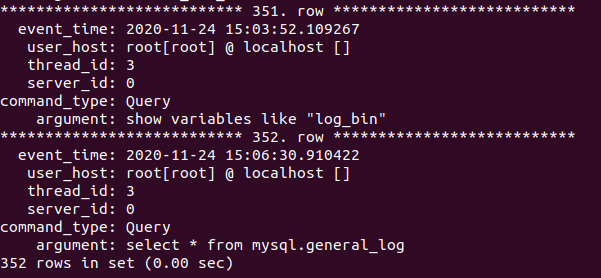 *************************** 351. row ***************************
event_time: 2020-11-24 15:03:52.109267
user_host: root[root] @ localhost []
thread_id: 3
server_id: 0
command_type: Query
argument: show variables like "log_bin"
*************************** 352. row ***************************
event_time: 2020-11-24 15:06:30.910422
user_host: root[root] @ localhost []
thread_id: 3
server_id: 0
command_type: Query
argument: select * from mysql.general_log
352 rows in set (0.00 sec)